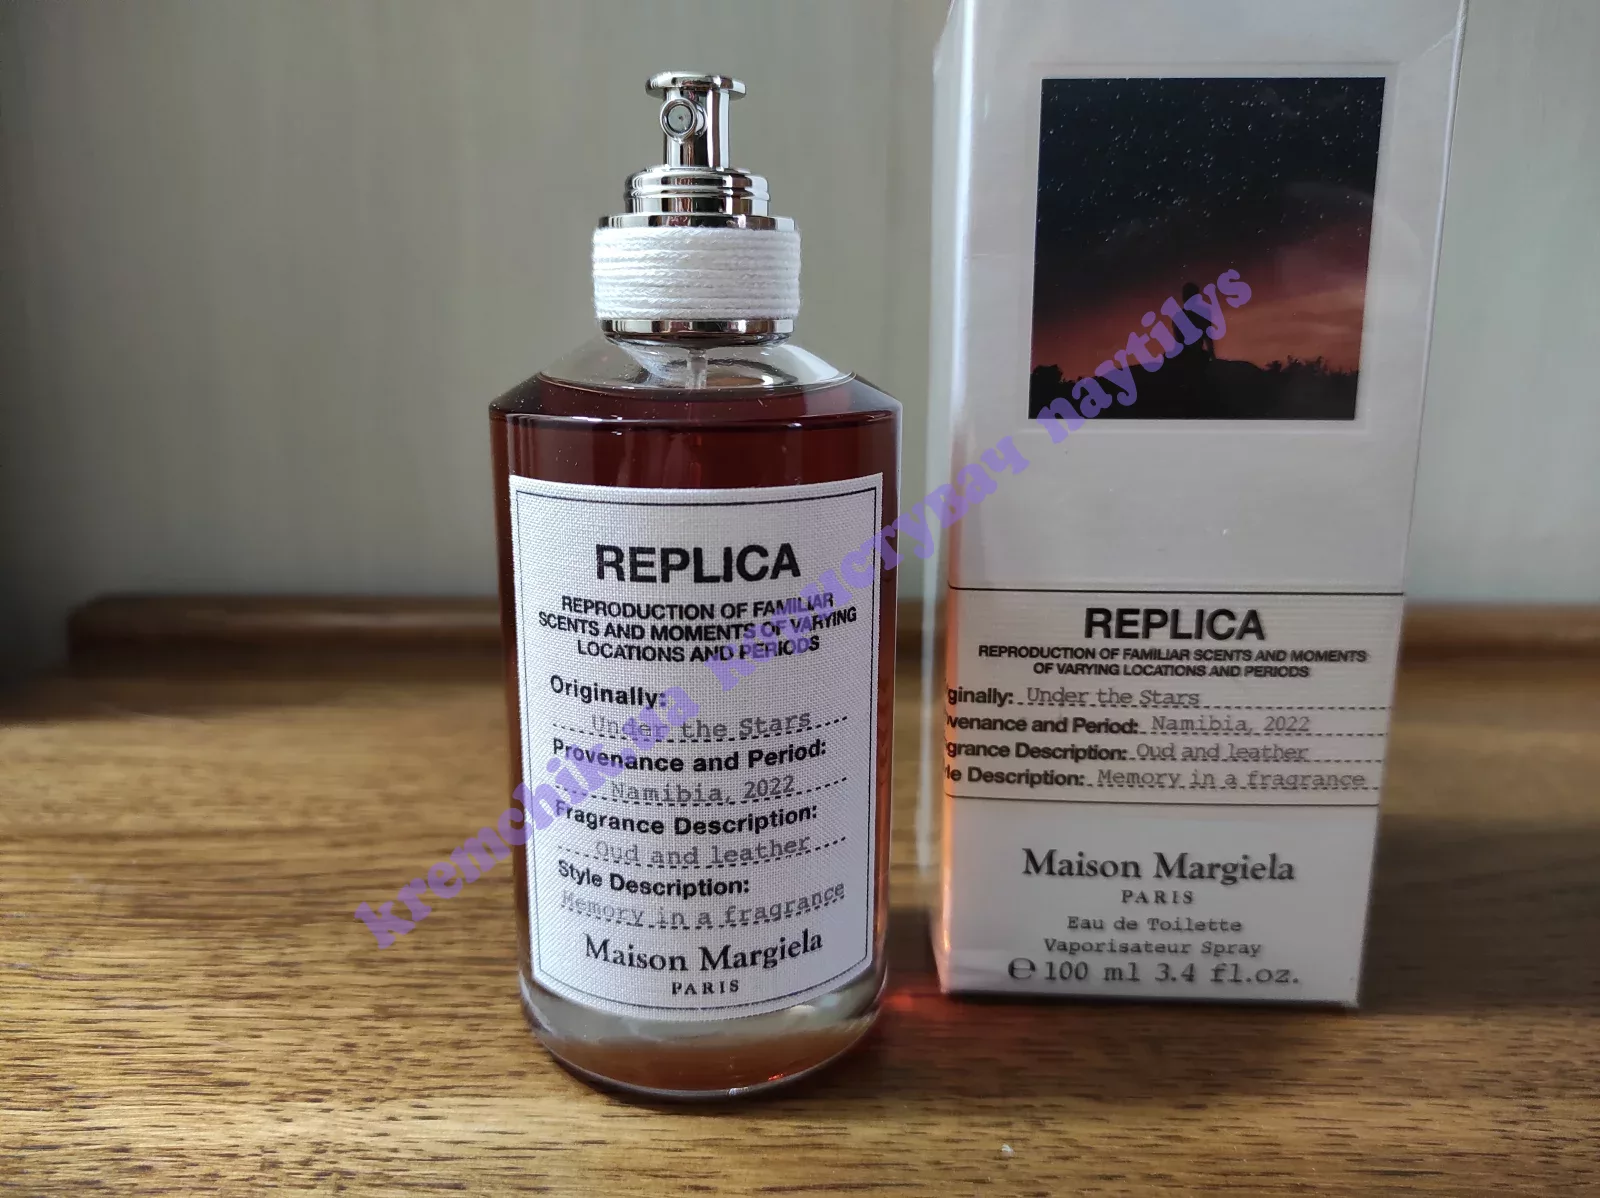 REPLICA
REPRODUCTION OF FAMILIAR
SCENTS AND MOMENTS OF VARYING
LOCATIONS AND PERIODS
Originally:
Under the Stars
Provenance and Period:
Namibia, 2022
Fragrance Description:
Oud and leather
Style Description:
Memory in a fragrance
Maison Margiela
PARIS
REPLICA
REPRODUCTION OF FAMILIAR SCENTS AND MOMENTS
OF VARYING LOCATIONS AND PERIODS
ginally: Under the Stars
venance and Period: Namibia, 2022
grance Description: Oud and leather
le Description: Memory in a fragrance
Maison Margiela
PARIS
Eau de Toilette
Vaporisateur Spray
℮ 100 ml 3.4 fl.oz.
kremchik.ua користувач naytilys